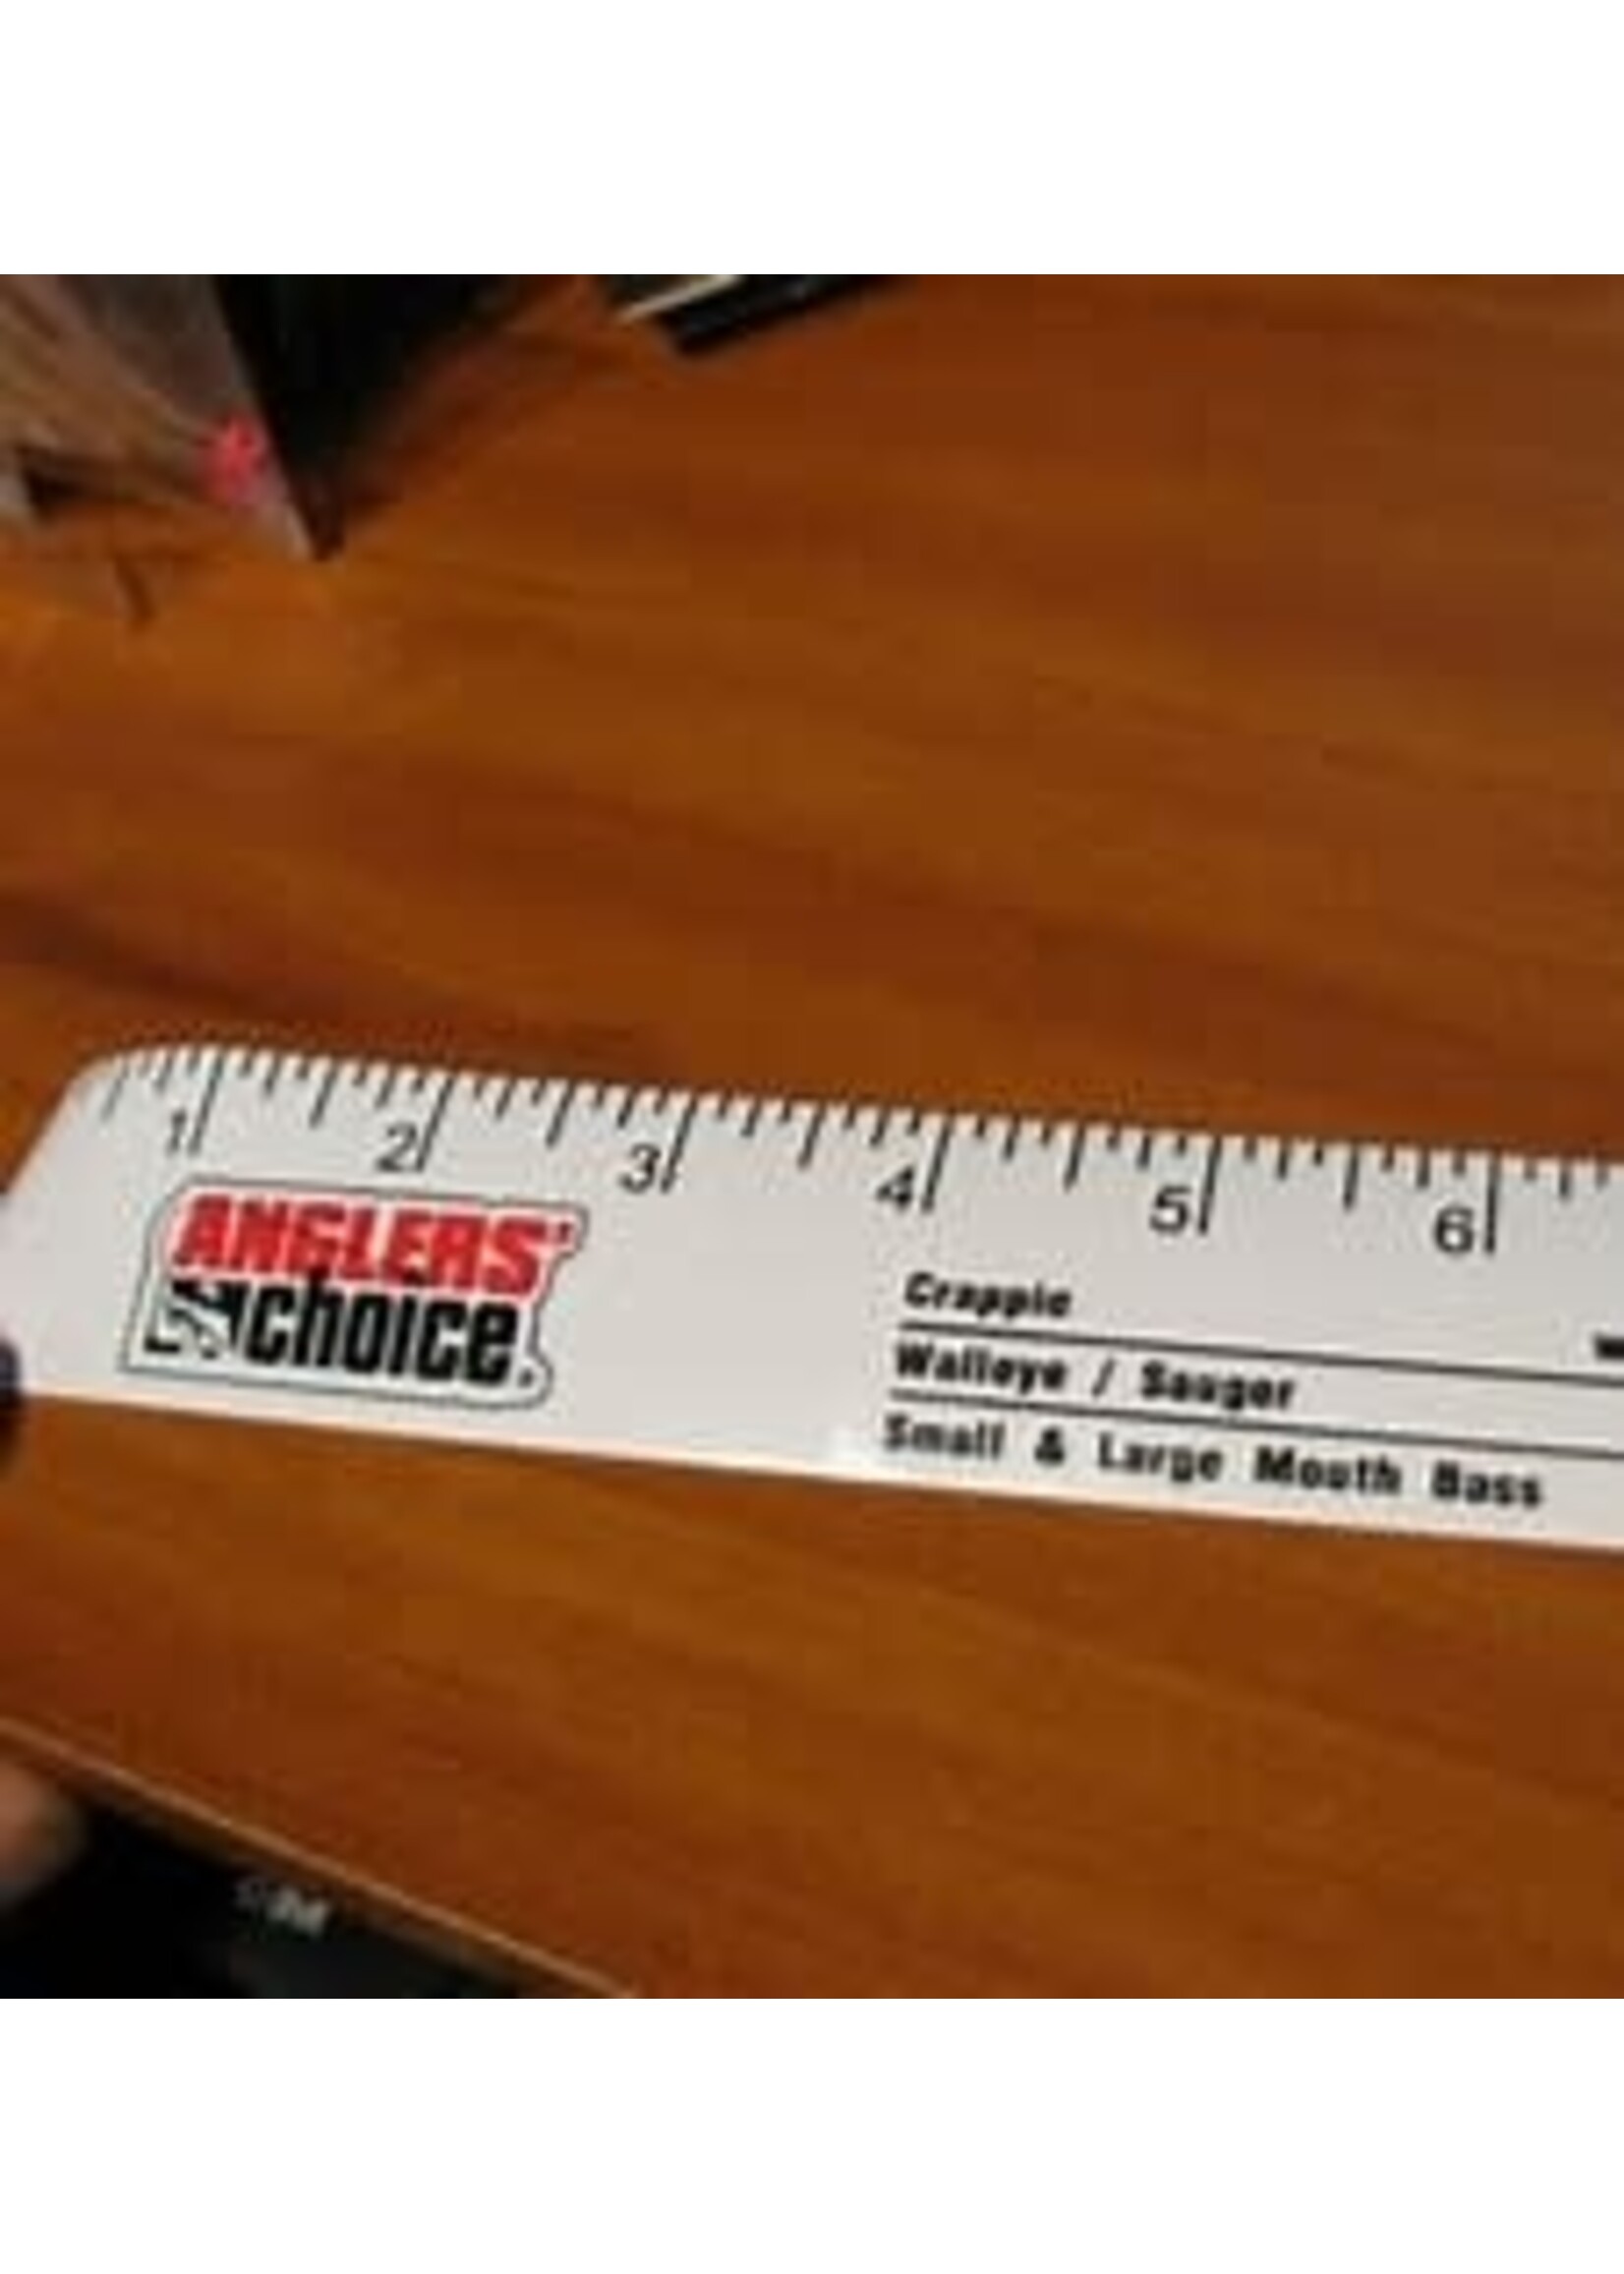 1 2 3 4 5 6
ANGLERS'
choice.
Crappie
Walleye / Sauger
Small & Large Mouth Bass